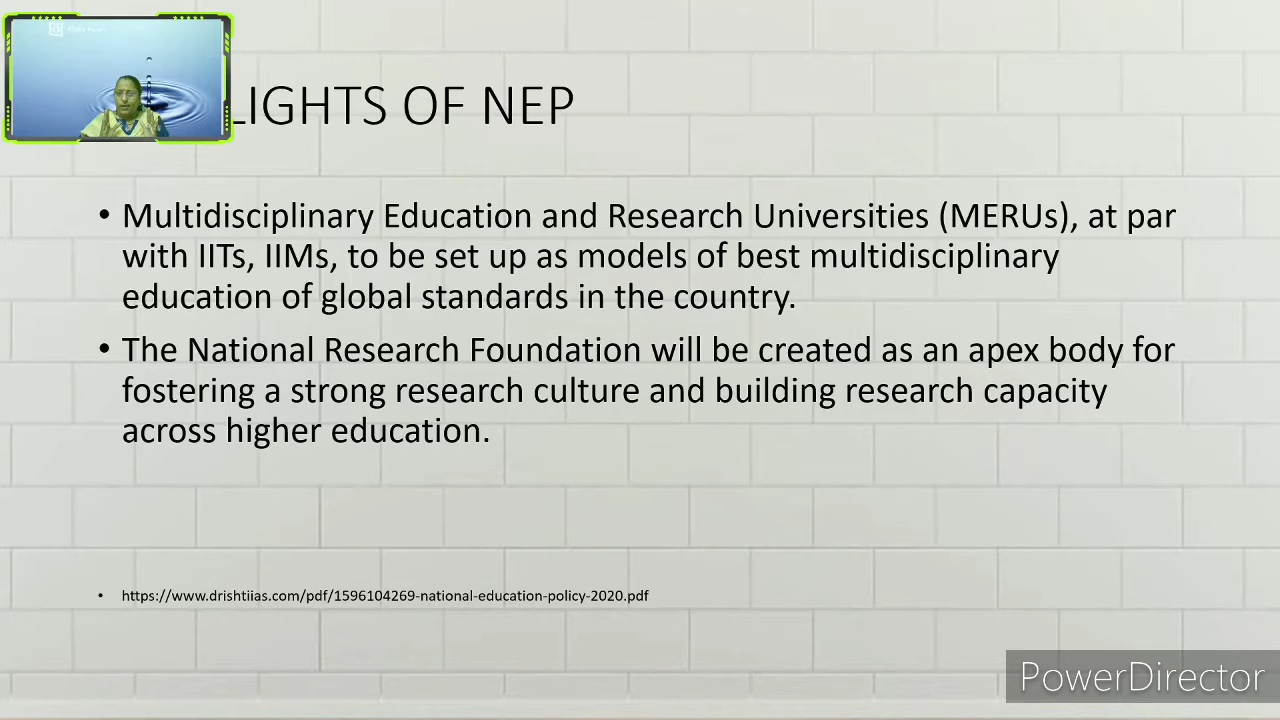 LIGHTS OF NEP
• Multidisciplinary Education and Research Universities (MERUs), at par
with IITs, IIMs, to be set up as models of best multidisciplinary
education of global standards in the country.
• The National Research Foundation will be created as an apex body for
fostering a strong research culture and building research capacity
across higher education.
• https://www.drishtiias.com/pdf/1596104269-national-education-policy-2020.pdf
PowerDirector